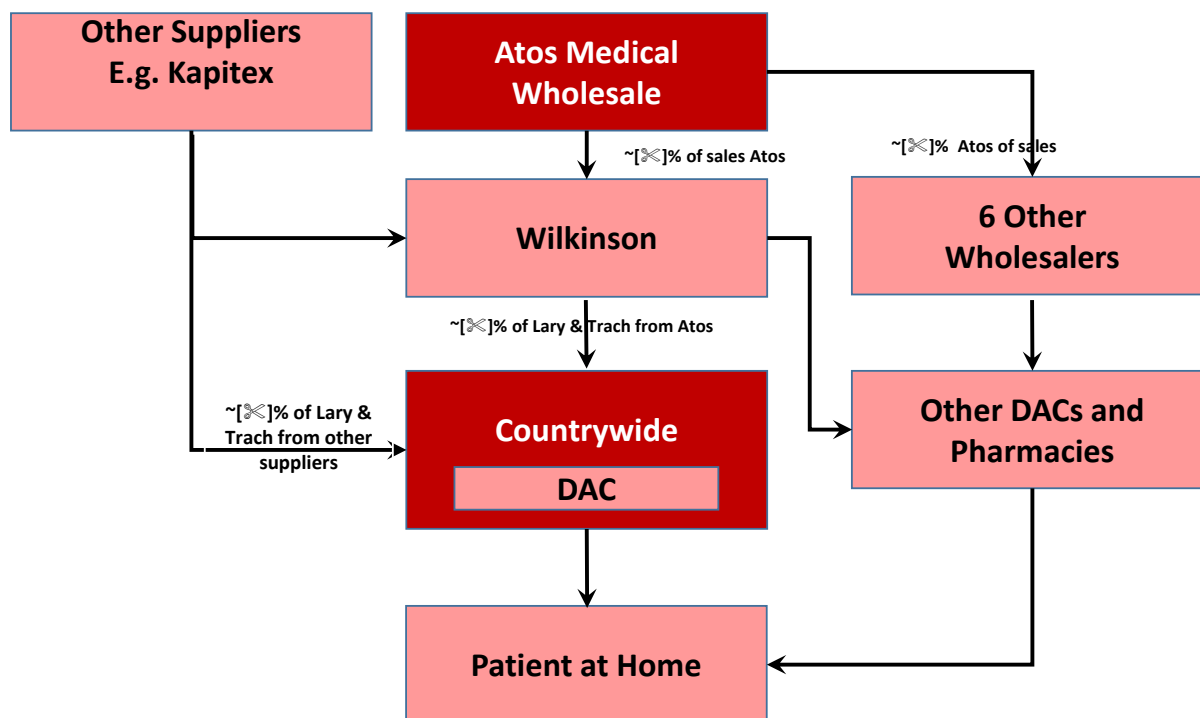 Other Suppliers
E.g. Kapitex
Atos Medical
Wholesale
~[✂]% of sales Atos
~[✂]% Atos of sales
Wilkinson
6 Other
Wholesalers
~[✂]% of Lary & Trach from Atos
~[✂]% of Lary &
Trach from other
suppliers
Countrywide
DAC
Other DACs and
Pharmacies
Patient at Home